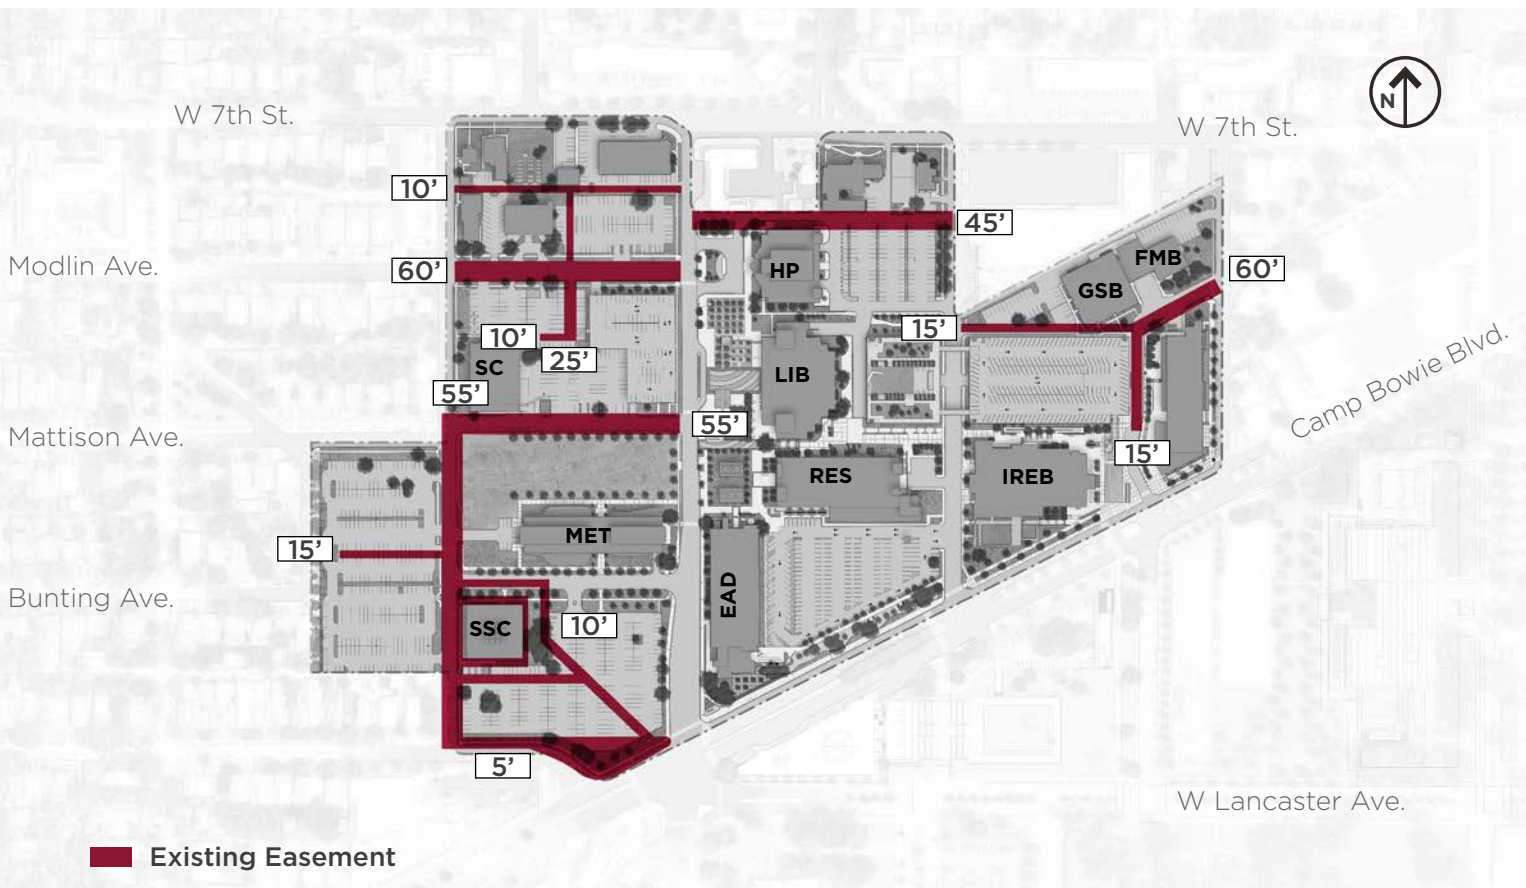 W 7th St.
W 7th St.
N
10’
45’
Modlin Ave.
60’
HP
FMB
60’
GSB
10’
15’
25’
SC
LIB
55’
55’
Mattison Ave.
Camp Bowie Blvd.
15’
RES
IREB
MET
15’
EAD
Bunting Ave.
SSC
10’
5’
W Lancaster Ave.
Existing Easement